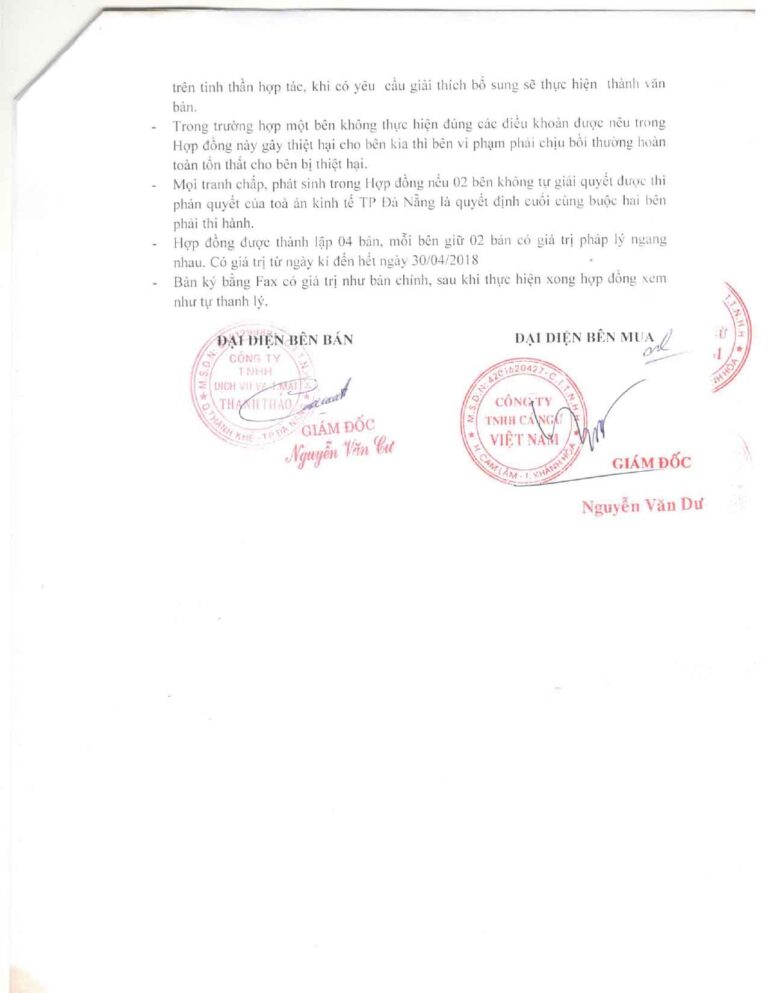 trên tinh thần hợp tác, khi có yêu cầu giải thích bổ sung sẽ thực hiện thành văn
bản.
- Trong trường hợp một bên không thực hiện đúng các điều khoản được nêu trong
Hợp đồng này gây thiệt hại cho bên kia thì bên vi phạm phải chịu bồi thường hoàn
toàn tổn thất cho bên bị thiệt hại.
- Mọi tranh chấp, phát sinh trong Hợp đồng nếu 02 bên không tự giải quyết được thì
phán quyết của toà án kinh tế TP Đà Nẵng là quyết định cuối cùng buộc hai bên
phải thi hành.
- Hợp đồng được thành lập 04 bản, mỗi bên giữ 02 bản có giá trị pháp lý ngang
nhau. Có giá trị từ ngày kí đến hết ngày 30/04/2018
- Bản ký bằng Fax có giá trị như bản chính, sau khi thực hiện xong hợp đồng xem
như tự thanh lý.
ĐẠI DIỆN BÊN BÁN
ĐẠI DIỆN BÊN MUA
M.S.D.N:
C.T.T.N.H.H
CÔNG TY
TNHH
DỊCH VỤ VÀ T.MẠI
THANH THẢO
Q.THANH KHÊ - TP ĐÀ NẴNG
GIÁM ĐỐC
Nguyễn Văn Cư
M.S.D.N: 4201620427-C.T.T.N.H.H
CÔNG TY
TNHH CÁ NGỪ
VIỆT NAM
H. CAM LÂM - T. KHÁNH HÒA
GIÁM ĐỐC
Nguyễn Văn Dư
T.T.N.H.H